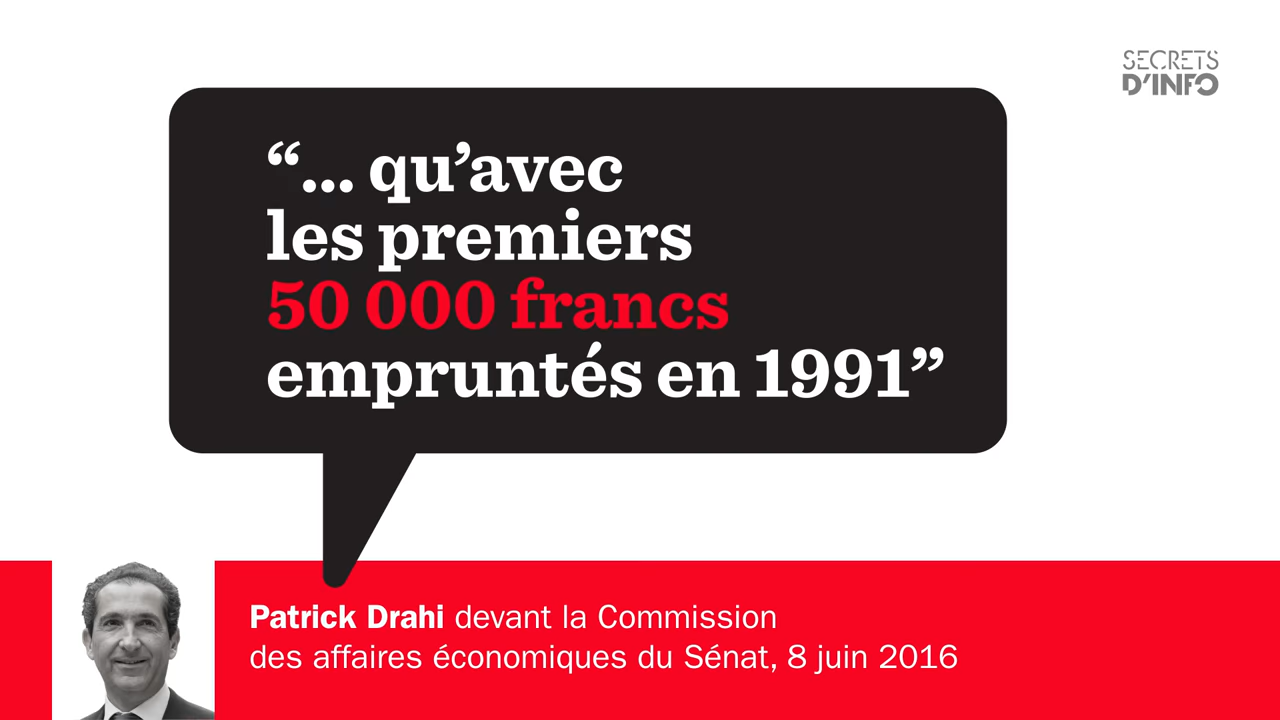 SECRETS
D'INFO
“... qu’avec
les premiers
50 000 francs
empruntés en 1991”
Patrick Drahi devant la Commission
des affaires économiques du Sénat, 8 juin 2016